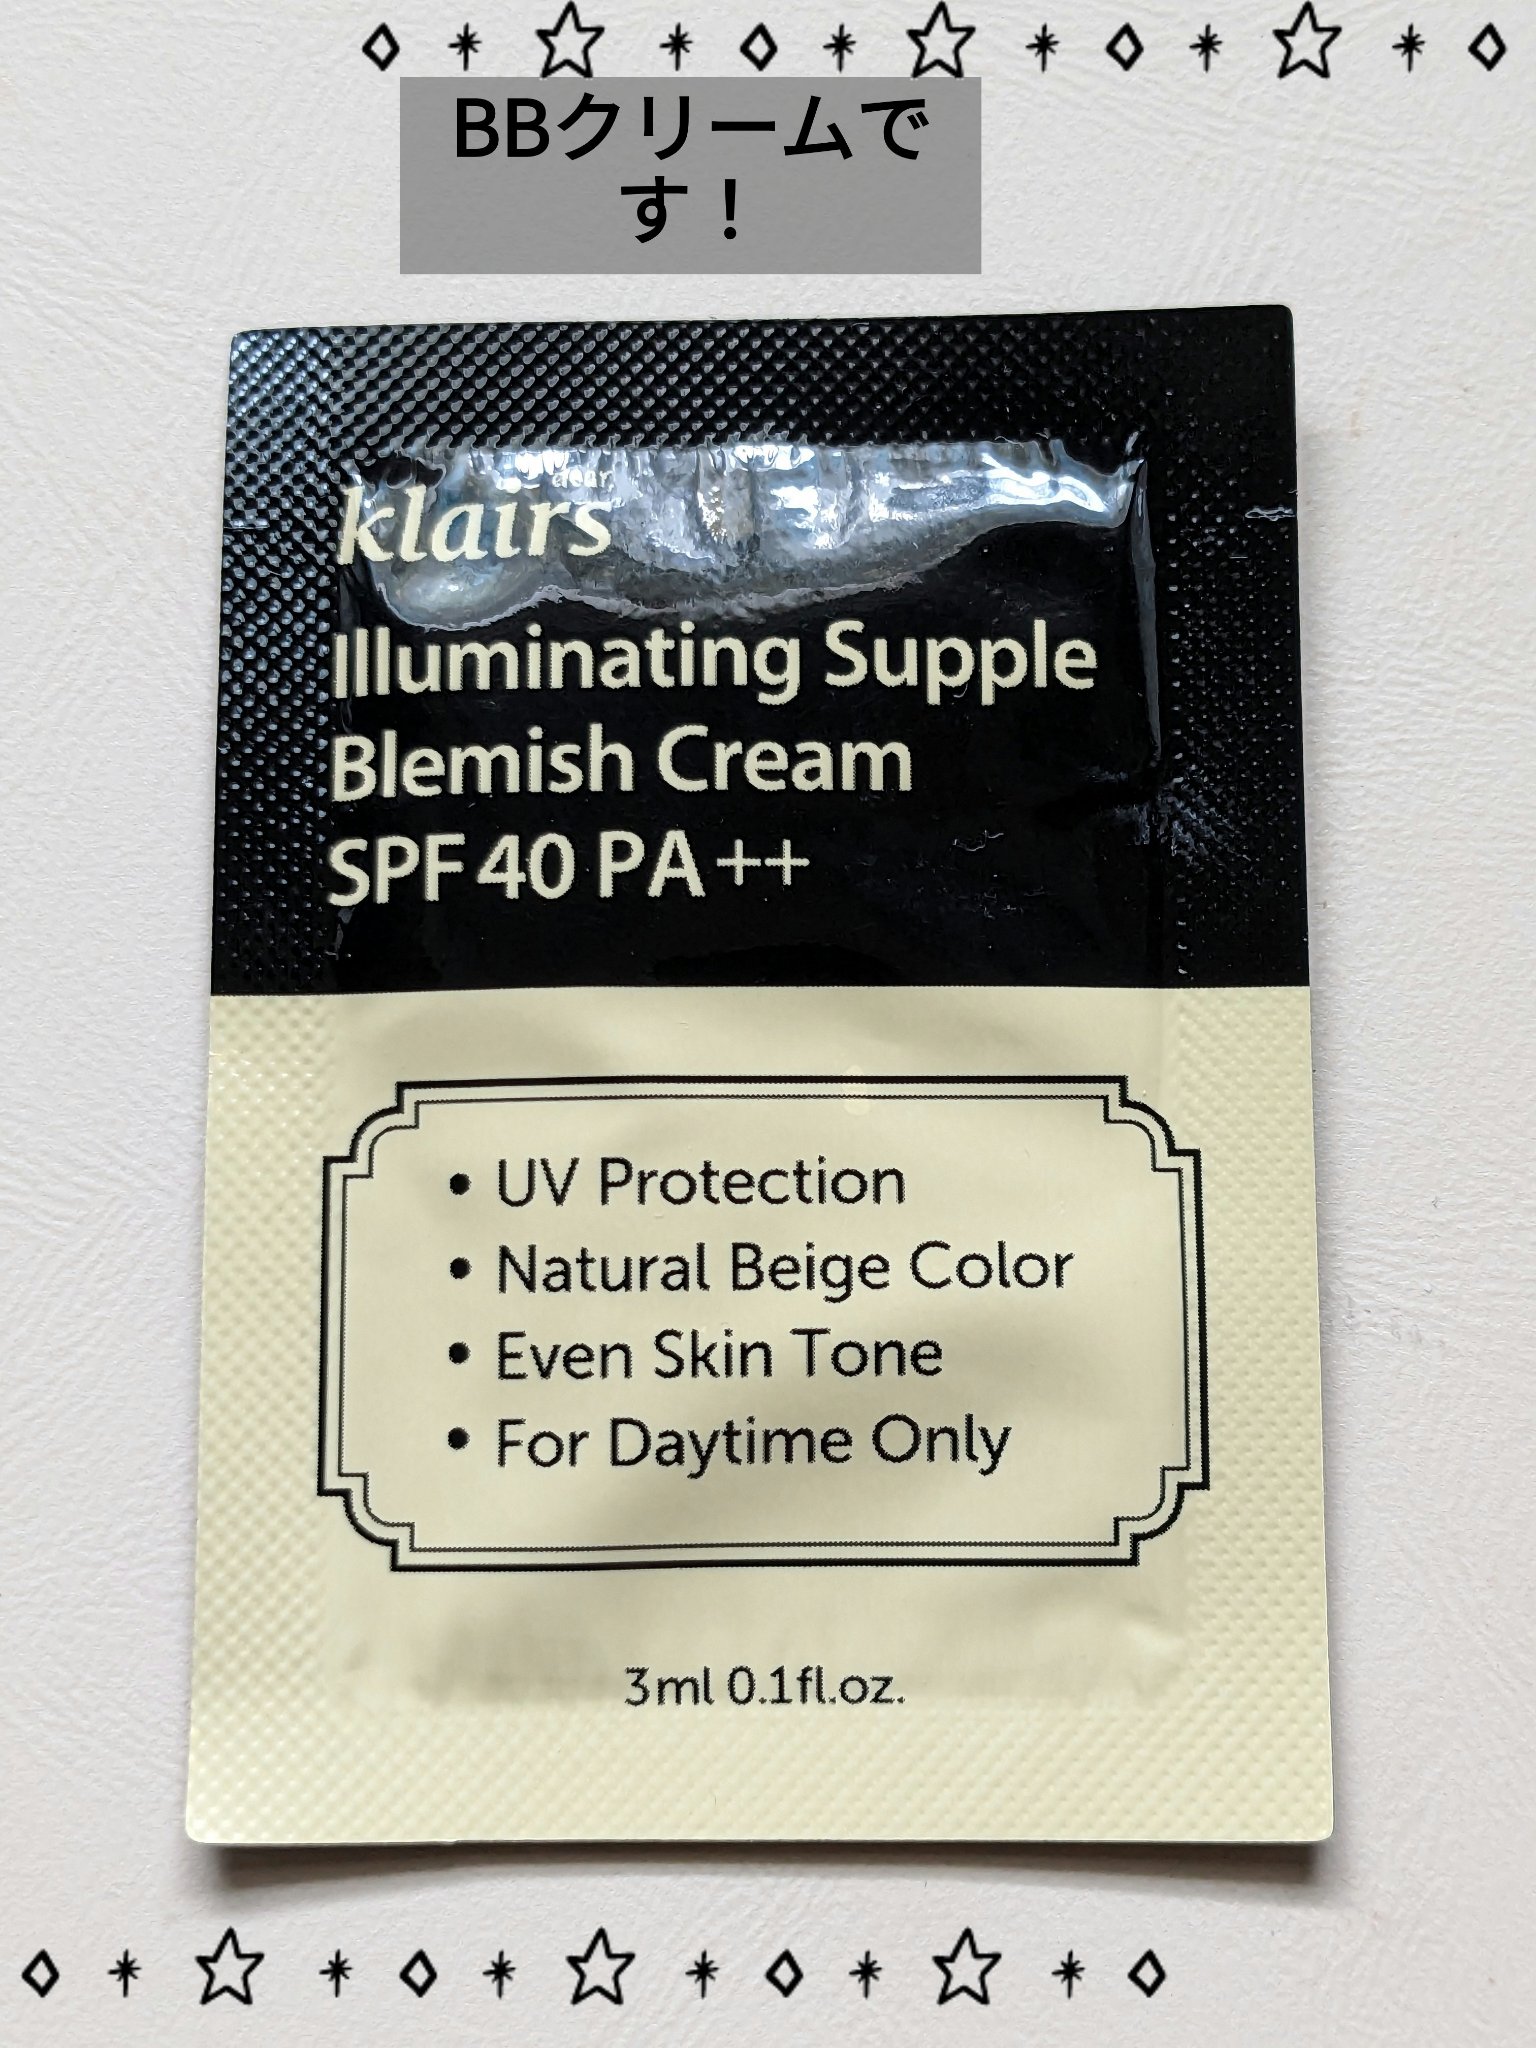 BBクリームで
す！
dear,
klairs
Illuminating Supple
Blemish Cream
SPF 40 PA++
• UV Protection
• Natural Beige Color
• Even Skin Tone
• For Daytime Only
3ml 0.1fl.oz.